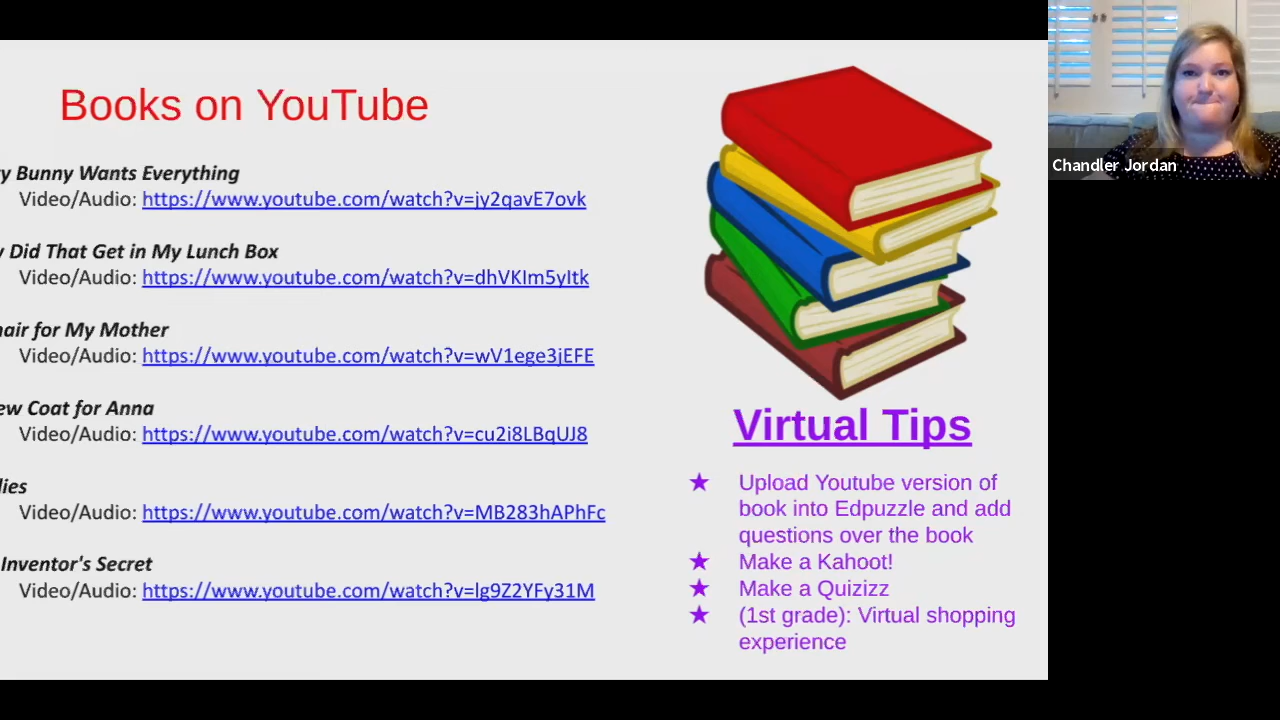 Books on YouTube
y Bunny Wants Everything
Video/Audio: https://www.youtube.com/watch?v=jy2qavE7ovk
Did That Get in My Lunch Box
Video/Audio: https://www.youtube.com/watch?v=dhVKIm5yItk
air for My Mother
Video/Audio: https://www.youtube.com/watch?v=wV1ege3jEFE
ew Coat for Anna
Video/Audio: https://www.youtube.com/watch?v=cu2i8LBqUJ8
lies
Video/Audio: https://www.youtube.com/watch?v=MB283hAPhFc
Inventor's Secret
Video/Audio: https://www.youtube.com/watch?v=lg9Z2YFy31M
Virtual Tips
★ Upload Youtube version of
book into Edpuzzle and add
questions over the book
★ Make a Kahoot!
★ Make a Quizizz
★ (1st grade): Virtual shopping
experience
Chandler Jordan